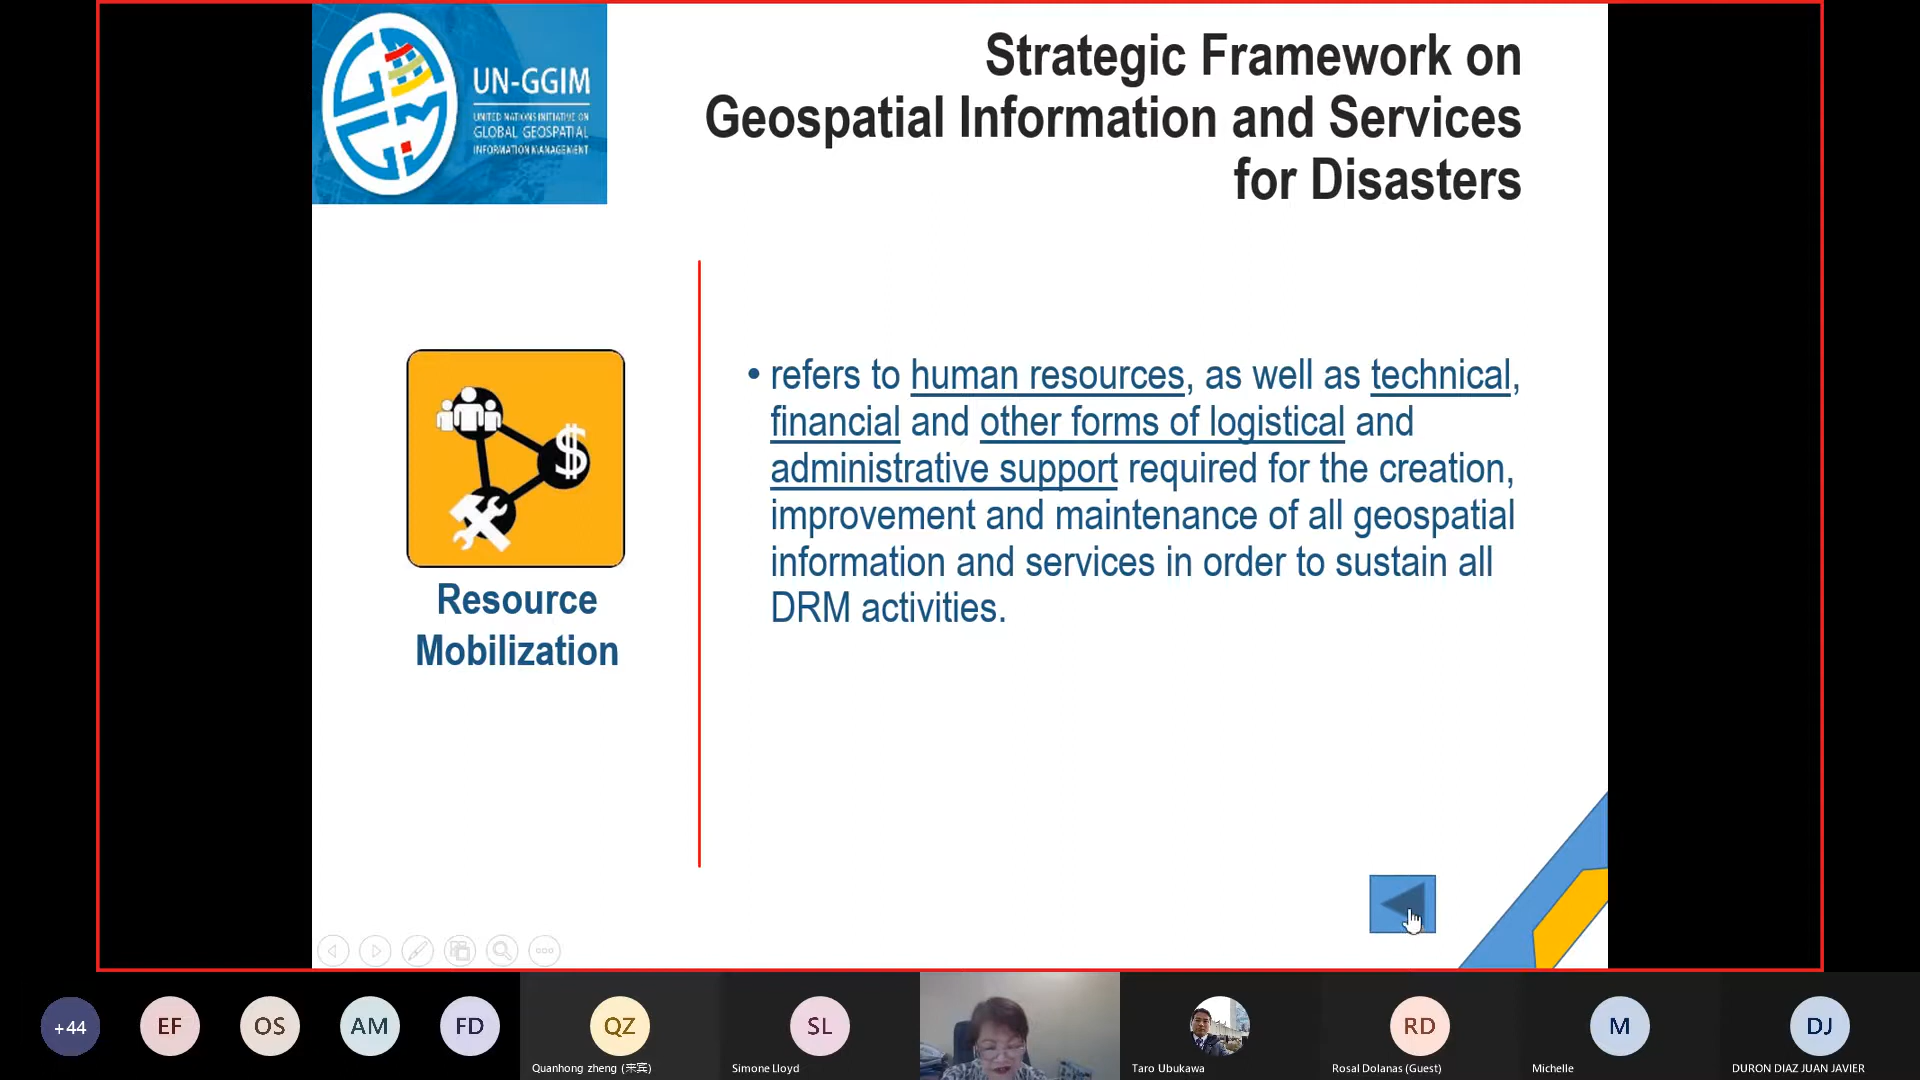 UN-GGIM
UNITED NATIONS INITIATIVE ON
GLOBAL GEOSPATIAL
INFORMATION MANAGEMENT
Strategic Framework on
Geospatial Information and Services
for Disasters
Resource
Mobilization
• refers to human resources, as well as technical,
financial and other forms of logistical and
administrative support required for the creation,
improvement and maintenance of all geospatial
information and services in order to sustain all
DRM activities.
+44
EF
OS
AM
FD
QZ
Quanhong zheng (荣宾)
SL
Simone Lloyd
Taro Ubukawa
RD
Rosal Dolanas (Guest)
M
Michelle
DJ
DURON DIAZ JUAN JAVIER